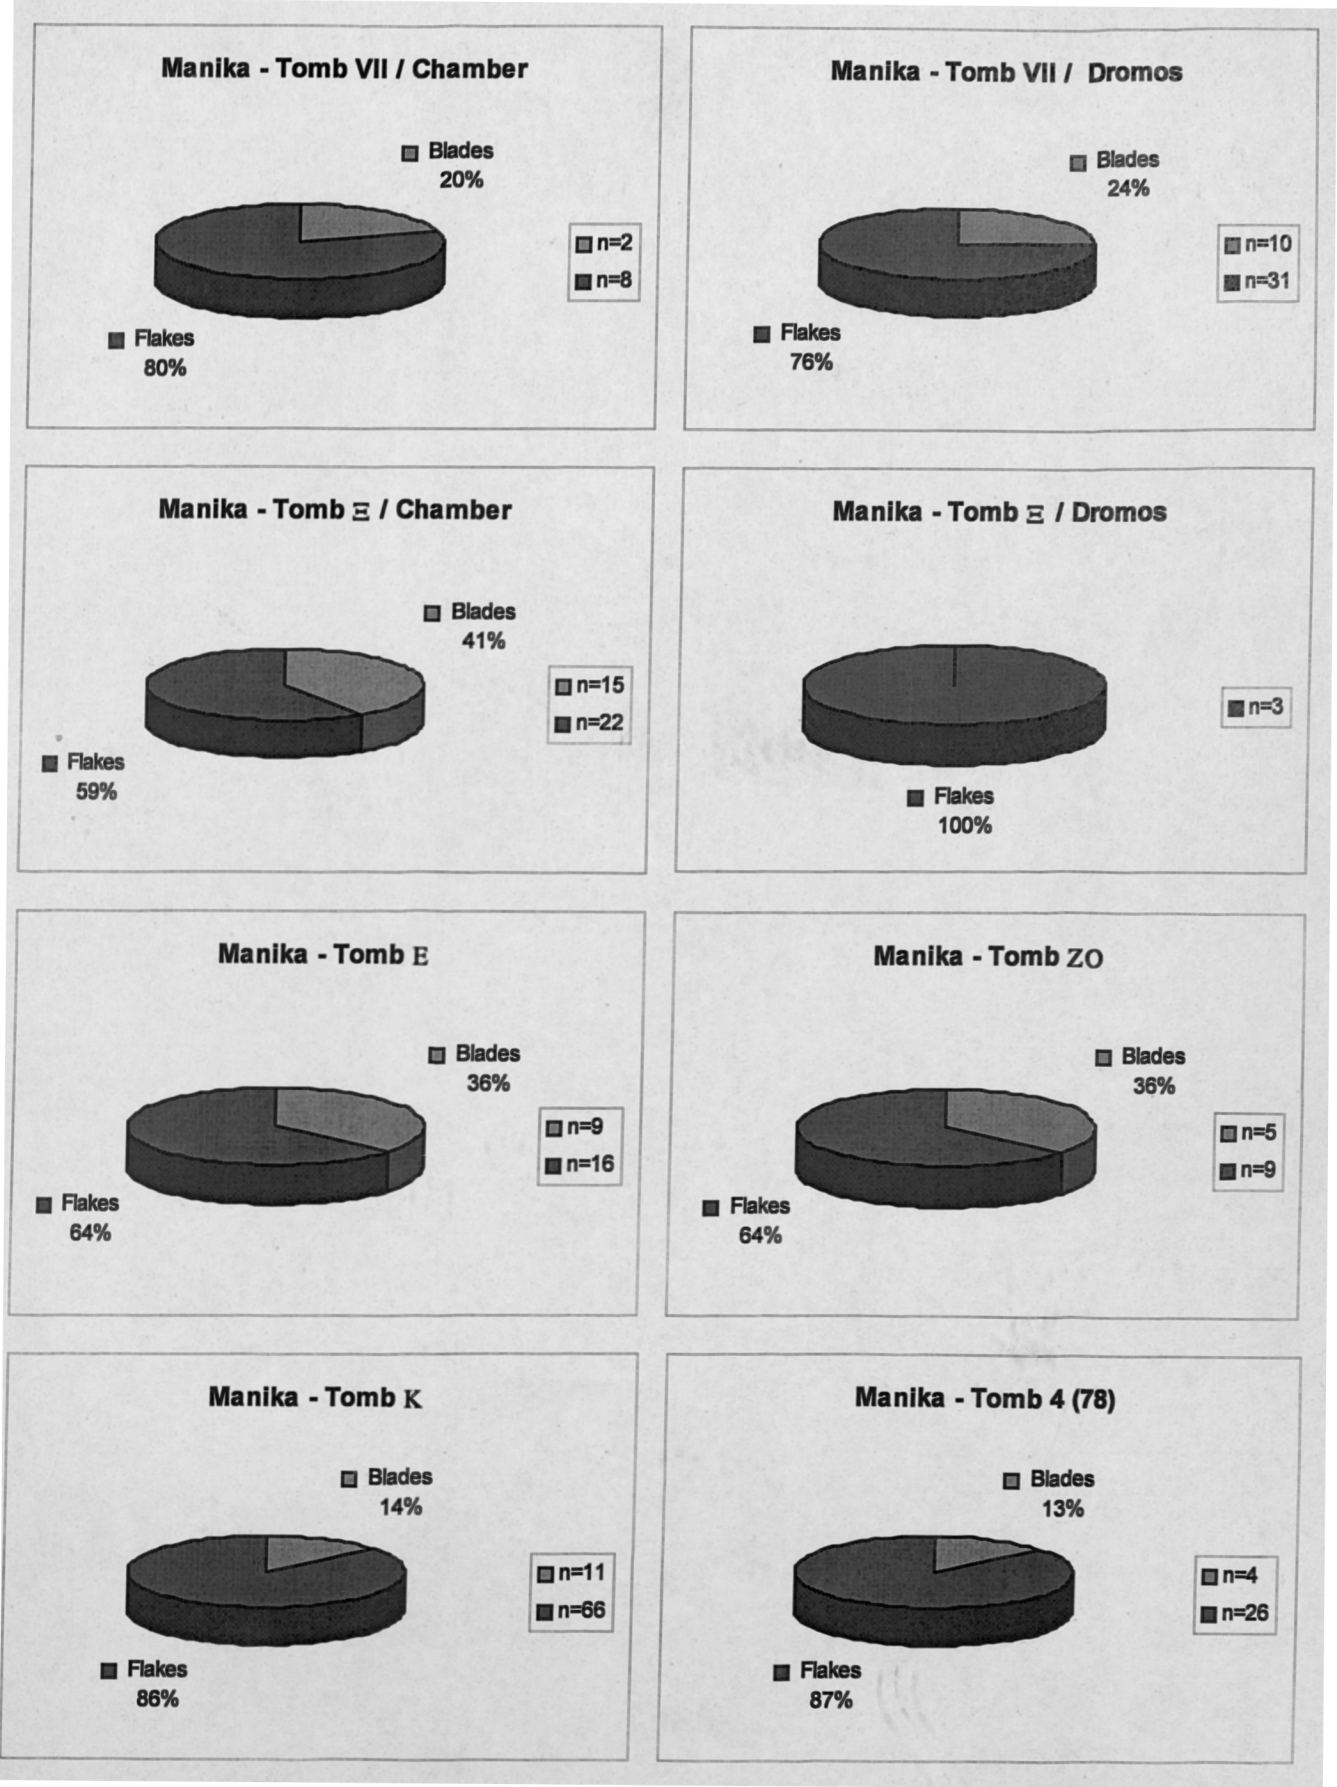 Manika - Tomb VII / Chamber
Blades
20%
n=2
n=8
Flakes
80%
Manika - Tomb VII / Dromos
Blades
24%
n=10
n=31
Flakes
76%
Manika - Tomb Ξ / Chamber
Blades
41%
n=15
n=22
Flakes
59%
Manika - Tomb Ξ / Dromos
n=3
Flakes
100%
Manika - Tomb E
Blades
36%
n=9
n=16
Flakes
64%
Manika - Tomb ZO
Blades
36%
n=5
n=9
Flakes
64%
Manika - Tomb K
Blades
14%
n=11
n=66
Flakes
86%
Manika - Tomb 4 (78)
Blades
13%
n=4
n=26
Flakes
87%